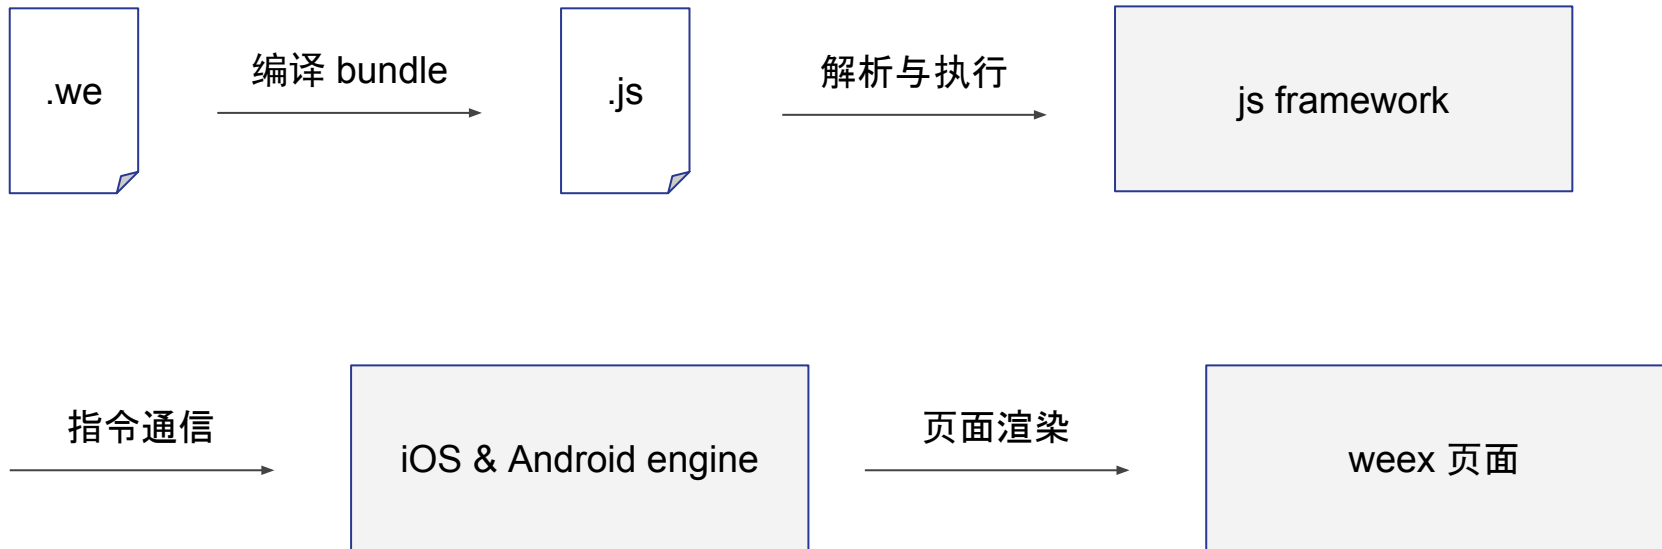 .we
编译 bundle
.js
解析与执行
js framework
指令通信
iOS & Android engine
页面渲染
weex 页面